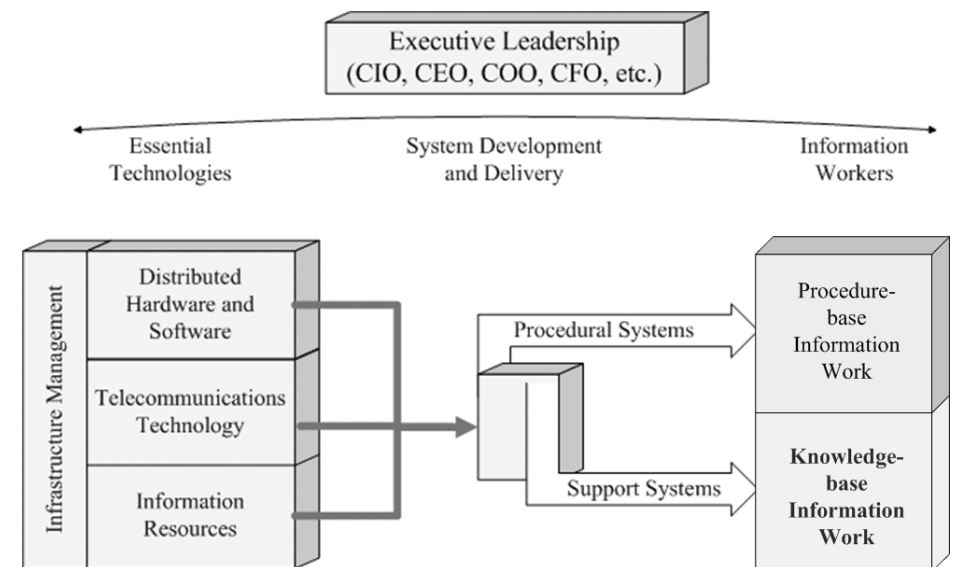 Executive Leadership
(CIO, CEO, COO, CFO, etc.)
Essential
Technologies
System Development
and Delivery
Information
Workers
Infrastructure Management
Distributed
Hardware and
Software
Telecommunications
Technology
Information
Resources
Procedural Systems
Support Systems
Procedure-
base
Information
Work
Knowledge-
base
Information
Work